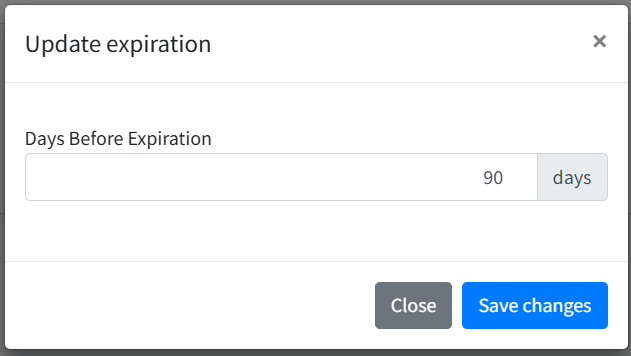 Update expiration ×
Days Before Expiration
90 days
Close Save changes